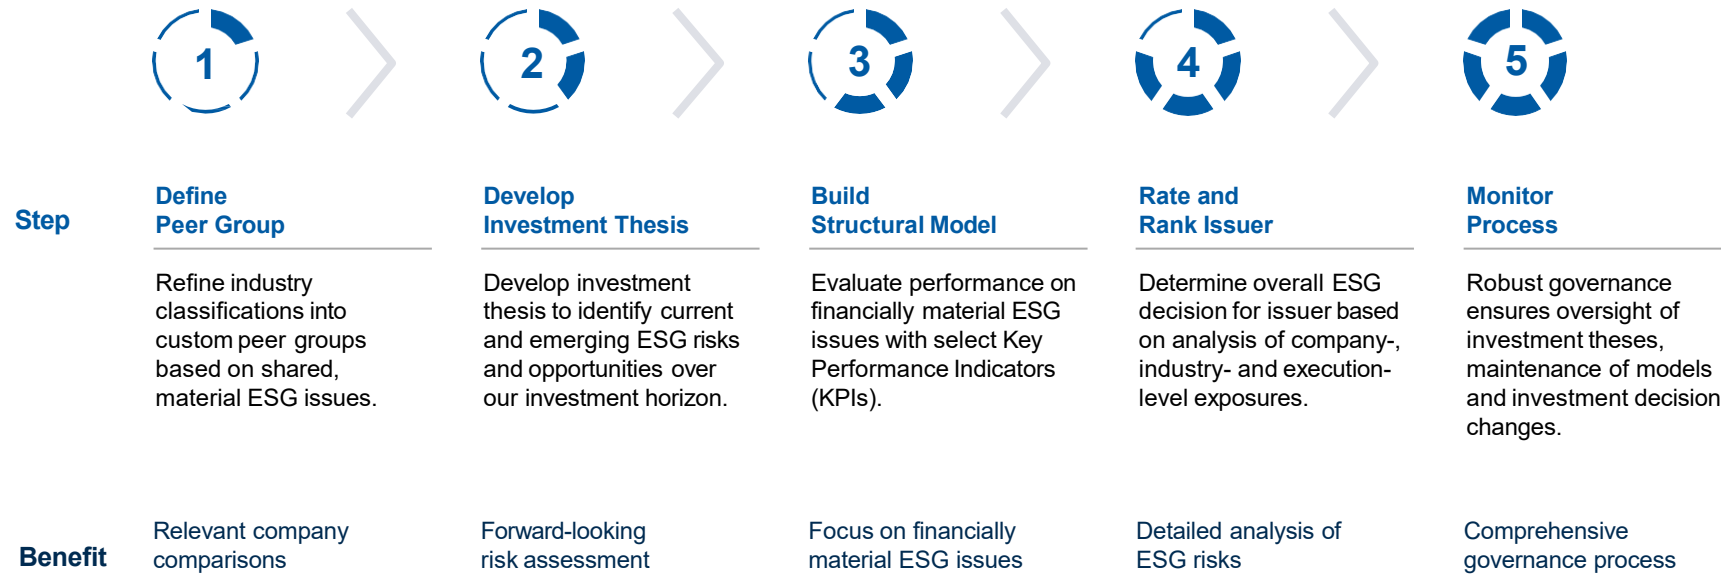 1
2
3
4
5
Step
Define
Peer Group
Develop
Investment Thesis
Build
Structural Model
Rate and
Rank Issuer
Monitor
Process
Refine industry
classifications into
custom peer groups
based on shared,
material ESG issues.
Develop investment
thesis to identify current
and emerging ESG risks
and opportunities over
our investment horizon.
Evaluate performance on
financially material ESG
issues with select Key
Performance Indicators
(KPIs).
Determine overall ESG
decision for issuer based
on analysis of company-,
industry- and execution-
level exposures.
Robust governance
ensures oversight of
investment theses,
maintenance of models
and investment decision
changes.
Benefit
Relevant company
comparisons
Forward-looking
risk assessment
Focus on financially
material ESG issues
Detailed analysis of
ESG risks
Comprehensive
governance process